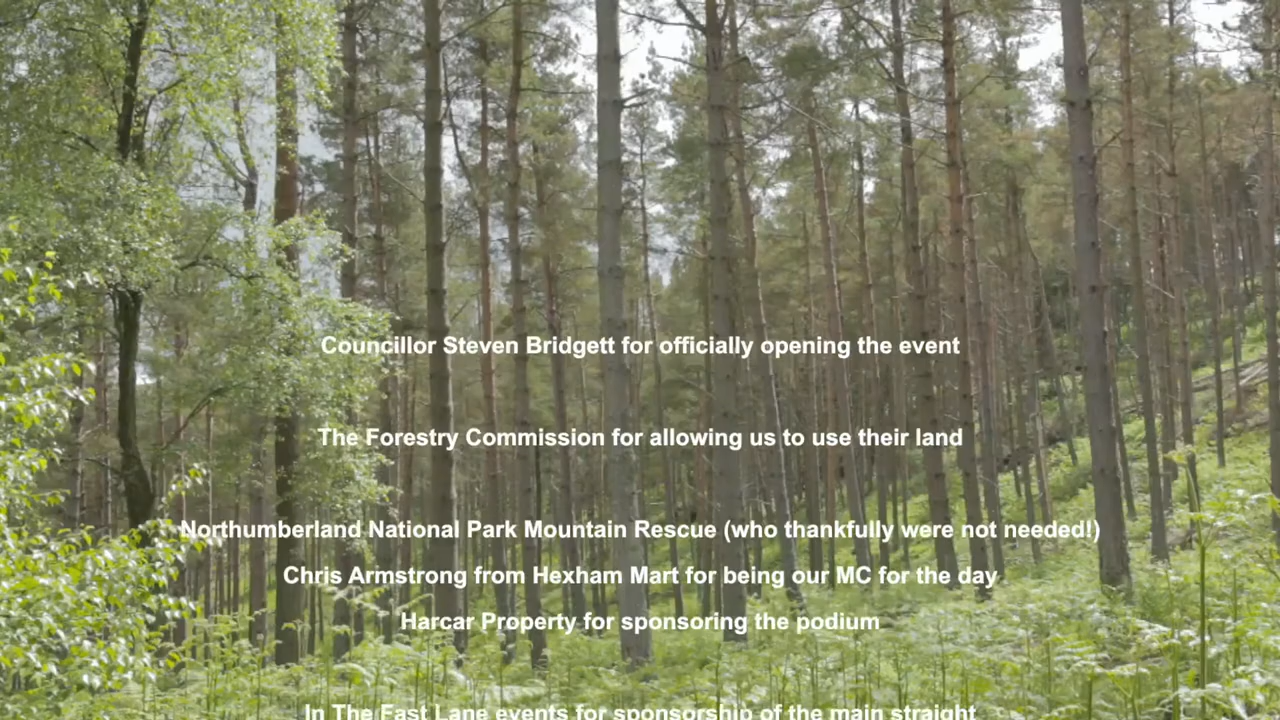 Councillor Steven Bridgett for officially opening the event
The Forestry Commission for allowing us to use their land
Northumberland National Park Mountain Rescue (who thankfully were not needed!)
Chris Armstrong from Hexham Mart for being our MC for the day
Harcar Property for sponsoring the podium
In The Fast Lane events for sponsorship of the main straight